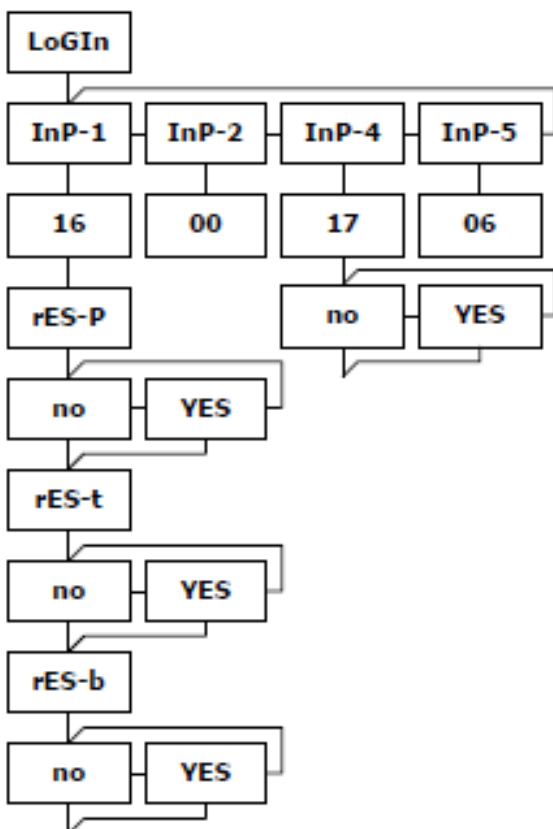 LoGIn
InP-1 InP-2 InP-4 InP-5
16 00 17 06
rES-P no YES
no YES
rES-t
no YES
rES-b
no YES